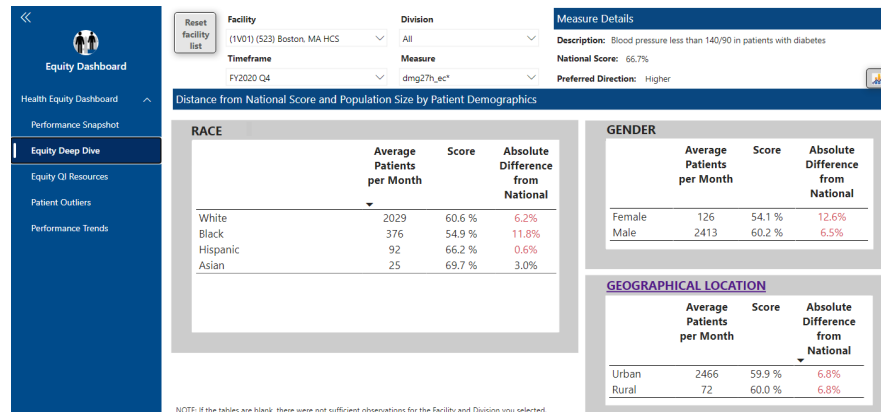 Equity Dashboard
Health Equity Dashboard
Performance Snapshot
Equity Deep Dive
Equity QI Resources
Patient Outliers
Performance Trends
Reset facility list
Facility
(1V01) (523) Boston, MA HCS
Division
All
Timeframe
FY2020 Q4
Measure
dmg27h_ec*
Measure Details
Description: Blood pressure less than 140/90 in patients with diabetes
National Score: 66.7%
Preferred Direction: Higher
Distance from National Score and Population Size by Patient Demographics
RACE
Average Patients per Month Score Absolute Difference from National
White 2029 60.6 % 6.2%
Black 376 54.9 % 11.8%
Hispanic 92 66.2 % 0.6%
Asian 25 69.7 % 3.0%
GENDER
Average Patients per Month Score Absolute Difference from National
Female 126 54.1 % 12.6%
Male 2413 60.2 % 6.5%
GEOGRAPHICAL LOCATION
Average Patients per Month Score Absolute Difference from National
Urban 2466 59.9 % 6.8%
Rural 72 60.0 % 6.8%
NOTE: If the tables are blank, there were not sufficient observations for the Facility and Division you selected.